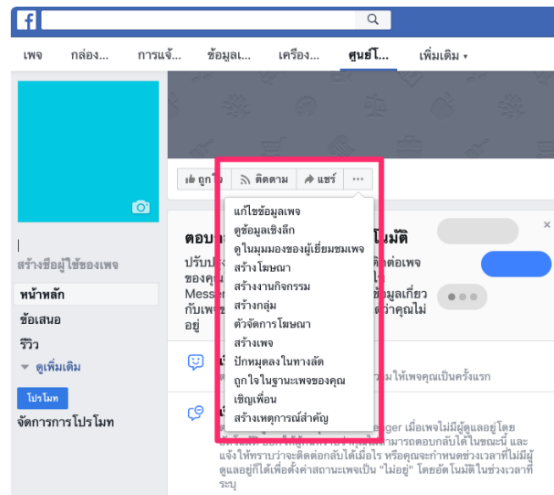 f
เพจ กล่อง... การแจ้... ข้อมูลเ... เครือง... ศูนย์โ... เพิ่มเติม
ถูกใจ ติดตาม แชร์ ...
แก้ไขข้อมูลเพจ
ดูข้อมูลเชิงลึก
ดูในมุมมองของผู้เยี่ยมชมเพจ
สร้างโฆษณา
สร้างงานกิจกรรม
สร้างกลุ่ม
ตัวจัดการโฆษณา
สร้างเพจ
ปักหมุดลงในทางลัด
ถูกใจในฐานะเพจของคุณ
เชิญเพื่อน
สร้างเหตุการณ์สำคัญ
สร้างชื่อผู้ใช้ของเพจ
หน้าหลัก
ข้อเสนอ
รีวิว
ดูเพิ่มเติม
โปรโมท
จัดการการโปรโมท
ตอบ โนมัติ
ปรับป ติดต่อเพจ
ของคุณ
Messen ข้อมูลเกี่ยว
กับเพจ ว่าคุณไม่
อยู่
ให้เพจคุณเป็นครั้งแรก
ger เมื่อเพจไม่มีผู้ดูแลอยู่โดย
สามารถตอบกลับได้ในขณะนี้ และ
แจ้งให้ทราบว่าจะติดต่อกลับได้เมื่อไร หรือคุณจะกำหนดช่วงเวลาที่ไม่มีผู้
ดูแลอยู่ก็ได้เพื่อตั้งค่าสถานะเพจเป็น "ไม่อยู่" โดยอัตโนมัติในช่วงเวลาที่
ระบุ